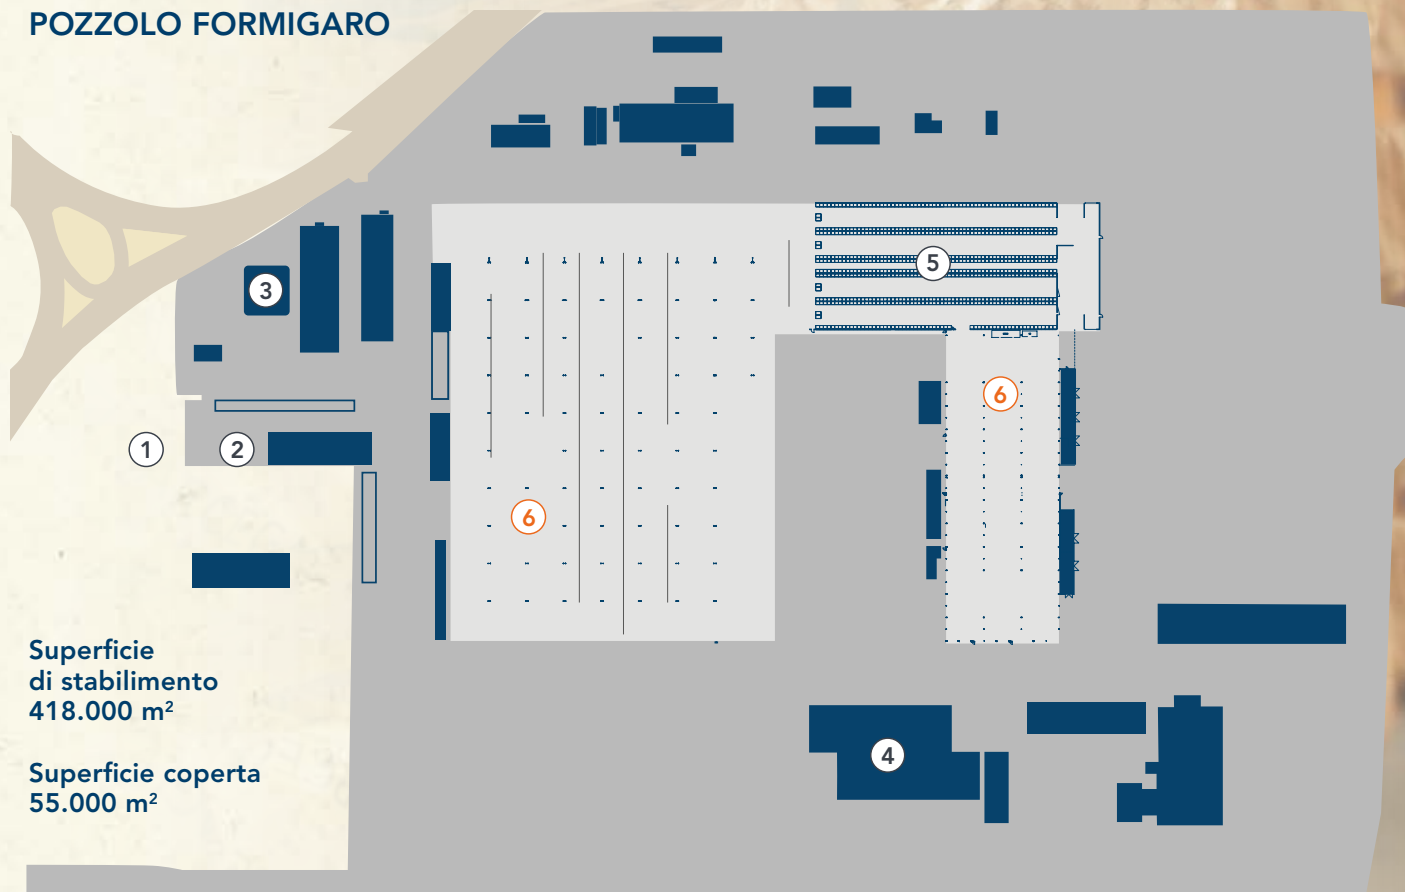 POZZOLO FORMIGARO
5
3
6
1
2
6
Superficie
di stabilimento
418.000 m²
4
Superficie coperta
55.000 m²